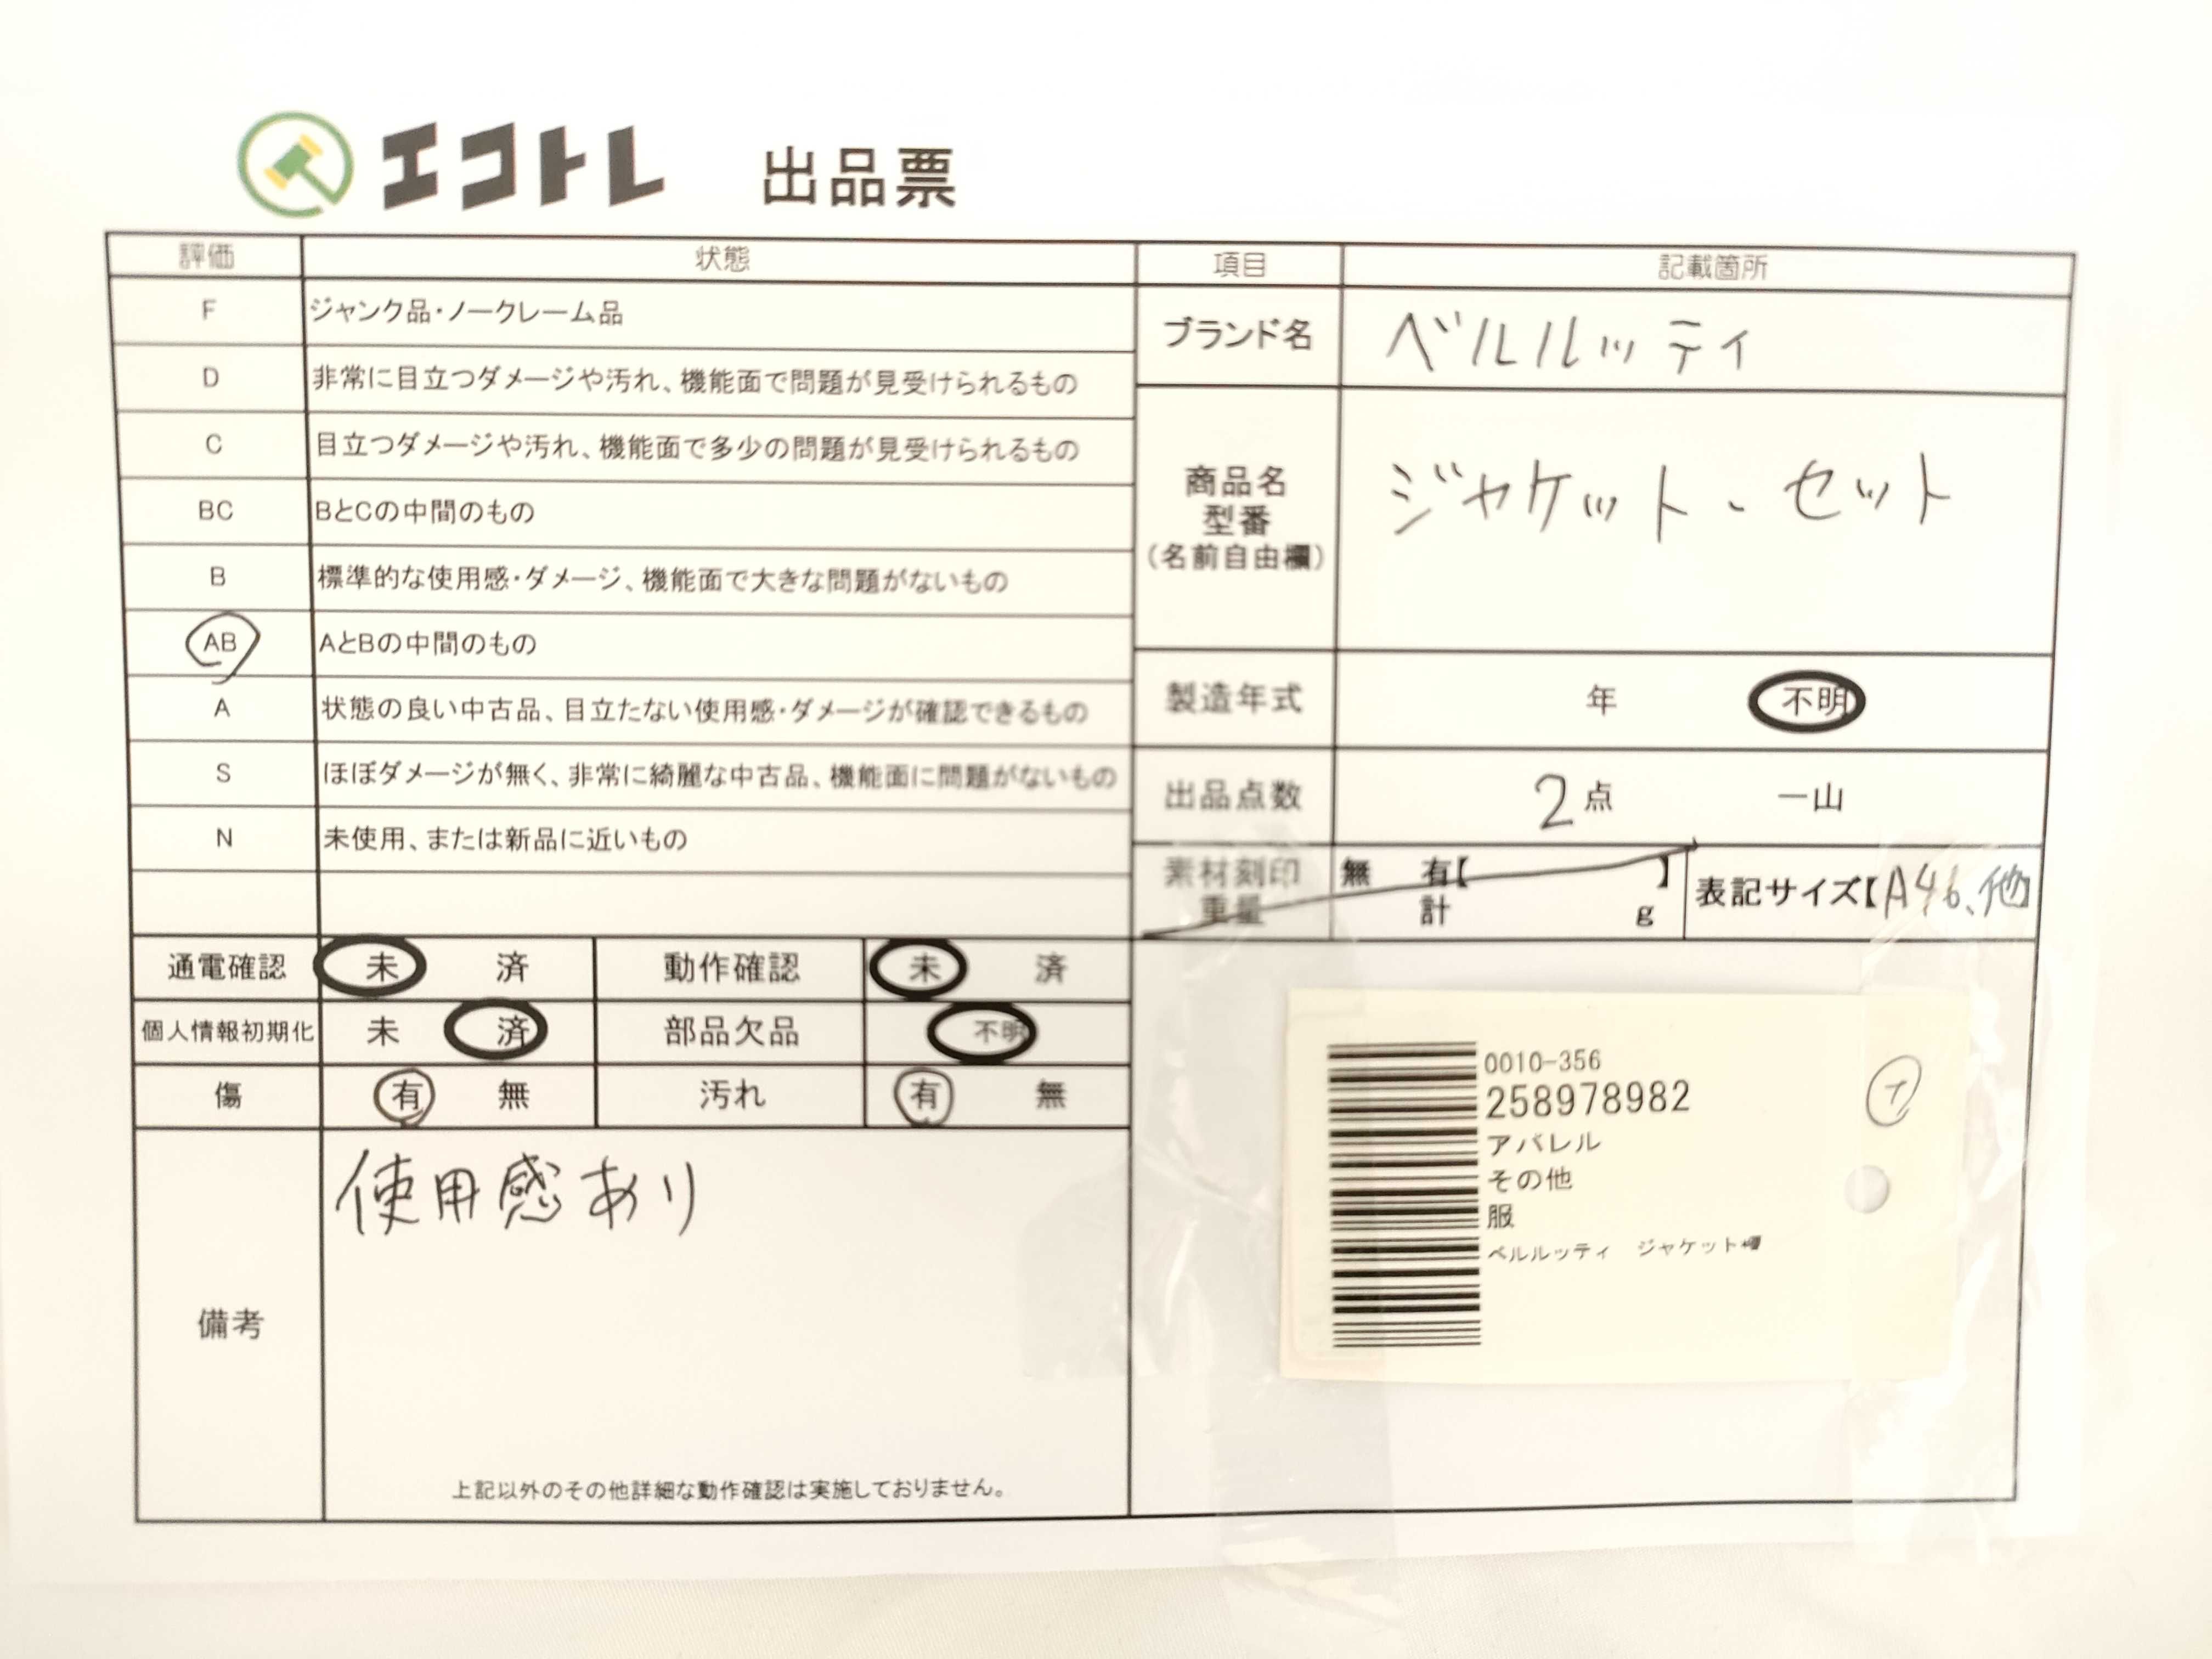 エコトレ 出品票
評価 状態
F ジャンク品・ノークレーム品
D 非常に目立つダメージや汚れ、機能面で問題が見受けられるもの
C 目立つダメージや汚れ、機能面で多少の問題が見受けられるもの
BC BとCの中間のもの
B 標準的な使用感・ダメージ、機能面で大きな問題がないもの
AB AとBの中間のもの
A 状態の良い中古品、目立たない使用感・ダメージが確認できるもの
S ほぼダメージが無く、非常に綺麗な中古品、機能面に問題がないもの
N 未使用、または新品に近いもの
通電確認 未 済 動作確認 未 済
個人情報初期化 未 済 部品欠品 不明
傷 有 無 汚れ 有 無
備考
使用感あり
上記以外のその他詳細な動作確認は実施しておりません。
項目 記載箇所
ブランド名 ベルルッティ
商品名
型番
(名前自由欄)
ジャケット、セット
製造年式 年 不明
出品点数 2点 一山
素材刻印 無 有【 】
重量 計 g
表記サイズ【A46、他】
0010-356
258978982
アパレル
その他
服
ベルルッティ ジャケット